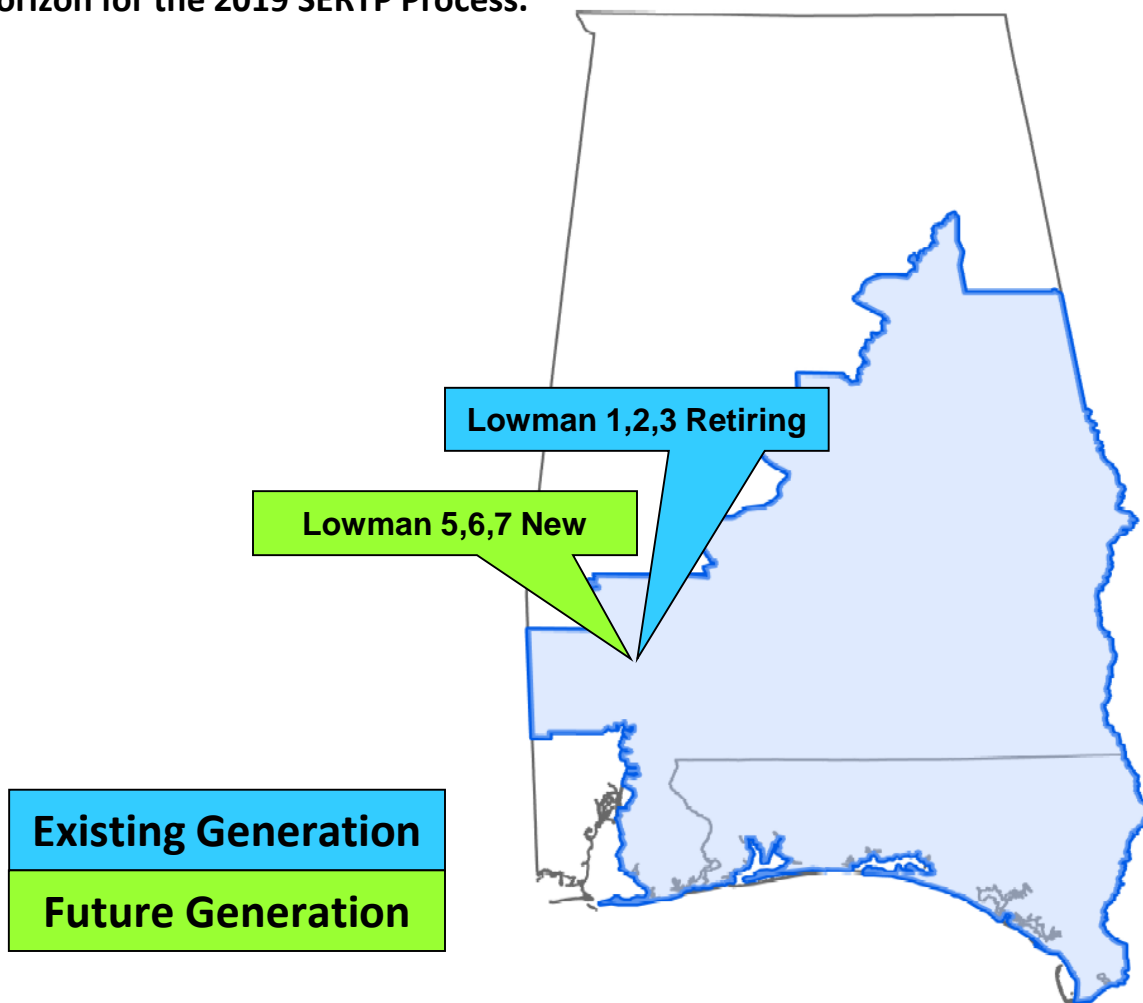 orizon for the 2019 SERTP Process.
Lowman 1,2,3 Retiring
Lowman 5,6,7 New
Existing Generation
Future Generation